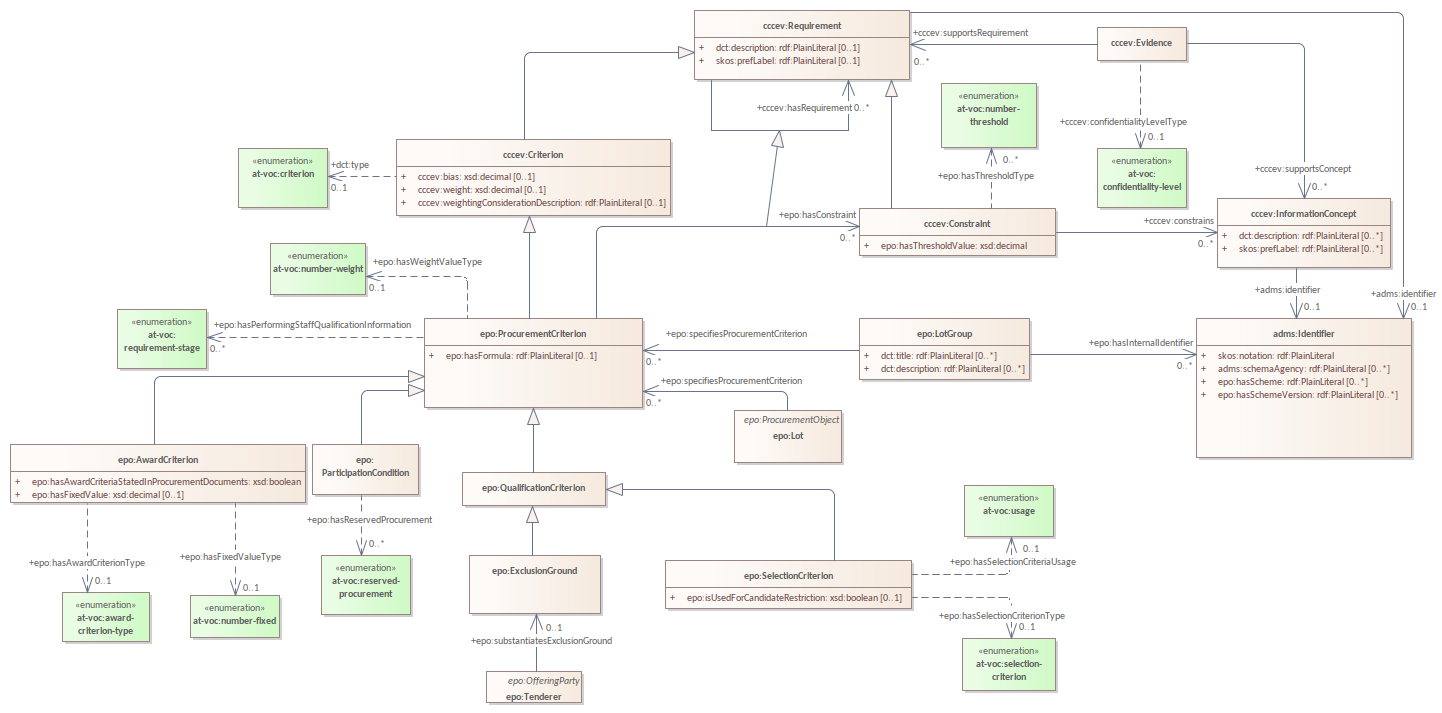 cccev:Requirement
+ dct:description: rdf:PlainLiteral [0..1]
+ skos:prefLabel: rdf:PlainLiteral [0..1]
+cccev:supportsRequirement
0..*
cccev:Evidence
+cccev:hasRequirement 0..*
«enumeration»
at-voc:number-
threshold
+cccev:confidentialityLevelType
0..1
«enumeration»
at-voc:
confidentiality-level
+cccev:supportsConcept
0..*
cccev:Criterion
+ cccev:bias: xsd:decimal [0..1]
+ cccev:weight: xsd:decimal [0..1]
+ cccev:weightingConsiderationDescription: rdf:PlainLiteral [0..1]
«enumeration»
at-voc:criterion
+dct:type
0..1
0..*
+epo:hasThresholdType
+epo:hasConstraint
0..*
cccev:Constraint
+ epo:hasThresholdValue: xsd:decimal
+cccev:constrains
0..*
cccev:InformationConcept
+ dct:description: rdf:PlainLiteral [0..*]
+ skos:prefLabel: rdf:PlainLiteral [0..*]
«enumeration»
at-voc:number-weight
+epo:hasWeightValueType
0..1
+adms:identifier
0..1
+adms:identifier
0..1
«enumeration»
at-voc:
requirement-stage
+epo:hasPerformingStaffQualificationInformation
0..*
epo:ProcurementCriterion
+ epo:hasFormula: rdf:PlainLiteral [0..1]
+epo:specifiesProcurementCriterion
0..*
epo:LotGroup
+ dct:title: rdf:PlainLiteral [0..*]
+ dct:description: rdf:PlainLiteral [0..*]
+epo:hasInternalIdentifier
0..*
adms:Identifier
+ skos:notation: rdf:PlainLiteral
+ adms:schemaAgency: rdf:PlainLiteral [0..*]
+ epo:hasScheme: rdf:PlainLiteral [0..*]
+ epo:hasSchemeVersion: rdf:PlainLiteral [0..*]
+epo:specifiesProcurementCriterion
0..*
epo:ProcurementObject
epo:Lot
epo:AwardCriterion
+ epo:hasAwardCriteriaStatedInProcurementDocuments: xsd:boolean
+ epo:hasFixedValue: xsd:decimal [0..1]
epo:
ParticipationCondition
epo:QualificationCriterion
+epo:hasReservedProcurement
0..*
«enumeration»
at-voc:reserved-
procurement
+epo:hasAwardCriterionType
0..1
«enumeration»
at-voc:award-
criterion-type
+epo:hasFixedValueType
0..1
«enumeration»
at-voc:number-fixed
epo:ExclusionGround
0..1
+epo:substantiatesExclusionGround
epo:OfferingParty
epo:Tenderer
epo:SelectionCriterion
+ epo:isUsedForCandidateRestriction: xsd:boolean [0..1]
«enumeration»
at-voc:usage
0..1
+epo:hasSelectionCriteriaUsage
+epo:hasSelectionCriterionType
0..1
«enumeration»
at-voc:selection-
criterion